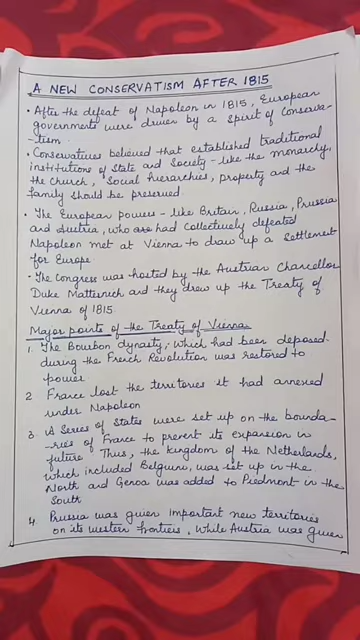 A NEW CONSERVATISM AFTER 1815
• After the defeat of Napoleon in 1815, European
governments were driven by a spirit of Conserva-
-tism.
• Conservatives believed that established traditional
institutions of State and Society - like the monarchy,
the Church, Social hierarchies, property and the
family should be preserved.
• The European powers - like Britain, Russia, Prussia
and Austria, who are had collectively defeated
Napoleon met at Vienna to draw up a settlement
for Europe
• The Congress was hosted by the Austrian Chancellor
Duke Matternich and they drew up the Treaty of
Vienna of 1815.
Major points of the Treaty of Vienna
1. The Bourbon dynasty, which had been deposed
during the French Revolution was restored to
power
2 France lost the territories it had annexed
under Napoleon
3. A Series of States were set up on the bounda-
-ries of France to prevent its expansion in
future Thus, the kingdom of the Netherlands,
which included Belgium, was set up in the
North and Genoa was added to Piedmont in the
South
4 Prussia was given important new territories
on its western frontiers, while Austria was given